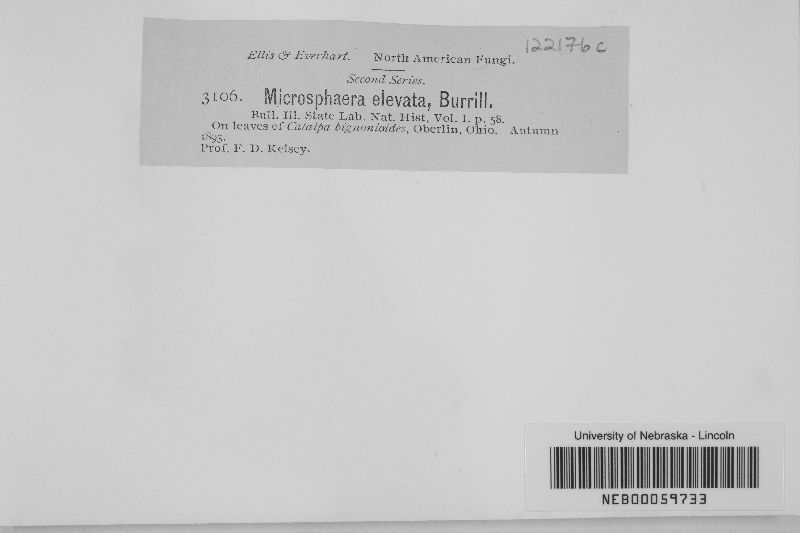 Ellis & Everhart. North American Fungi. 122176 c
Second Series.
3106. Microsphaera elevata, Burrill.
Bull. Ill. State Lab. Nat. Hist, Vol. I. p. 58.
On leaves of Catalpa bignonioides, Oberlin, Ohio. Autumn
1893.
Prof. F. D. Kelsey.
University of Nebraska - Lincoln
NEB00059733